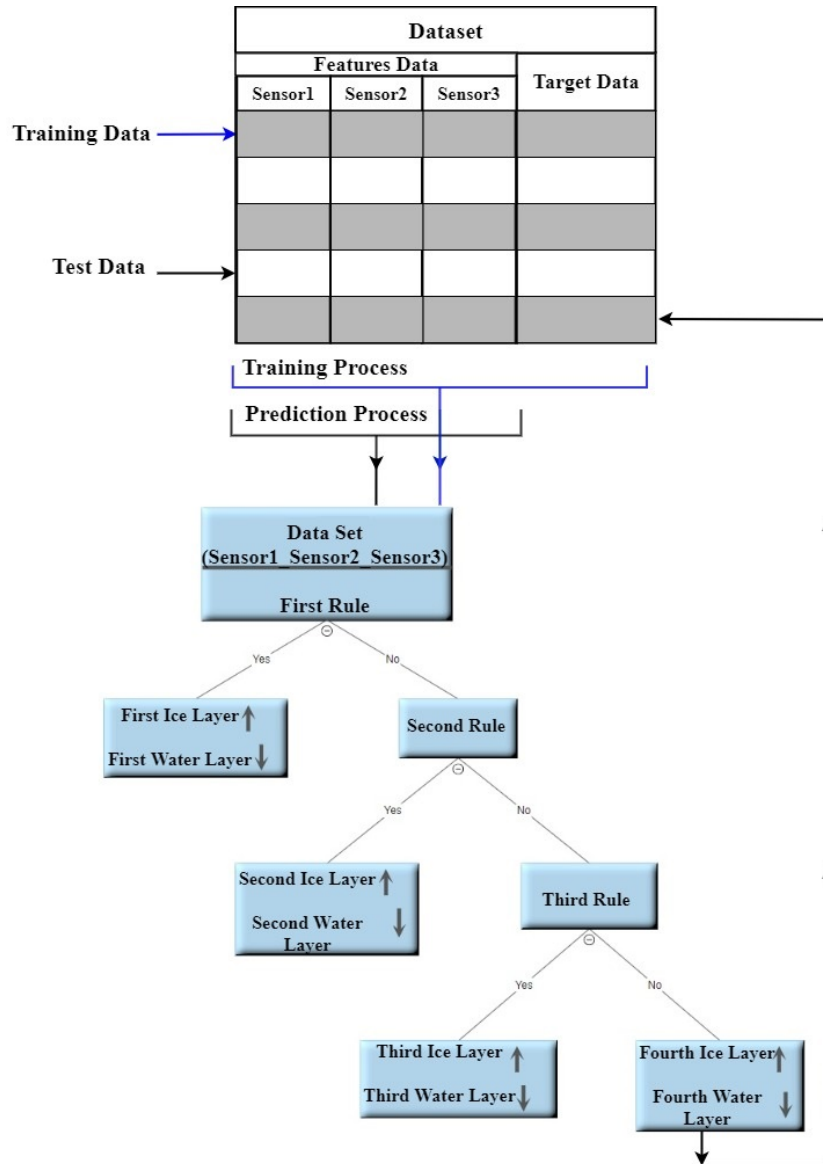 Dataset
Features Data
Target Data
Sensor1
Sensor2
Sensor3
Training Data
Test Data
Training Process
Prediction Process
Data Set
(Sensor1_Sensor2_Sensor3)
First Rule
Yes
No
First Ice Layer
First Water Layer
Second Rule
Yes
No
Second Ice Layer
Second Water
Layer
Third Rule
Yes
No
Third Ice Layer
Third Water Layer
Fourth Ice Layer
Fourth Water
Layer